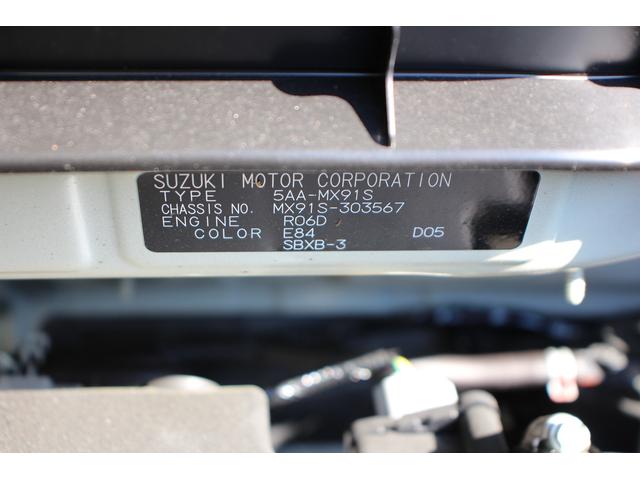 SUZUKI MOTOR CORPORATION
TYPE 5AA-MX91S
CHASSIS NO. MX91S-303567
ENGINE R06D
COLOR E84 D05
SBXB-3